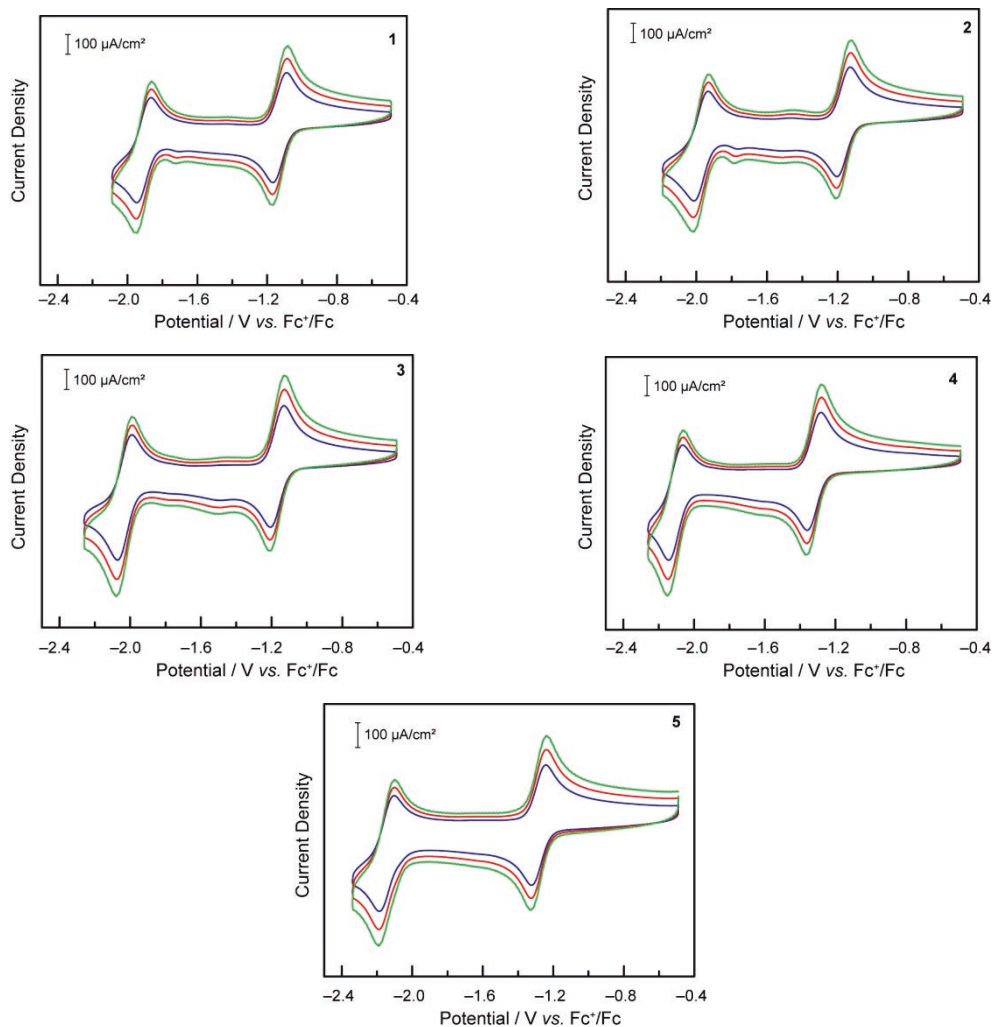 100 µA/cm²
1
Current Density
–2.4 –2.0 –1.6 –1.2 –0.8 –0.4
Potential / V vs. Fc⁺/Fc
100 µA/cm²
2
Current Density
–2.4 –2.0 –1.6 –1.2 –0.8 –0.4
Potential / V vs. Fc⁺/Fc
100 µA/cm²
3
Current Density
–2.4 –2.0 –1.6 –1.2 –0.8 –0.4
Potential / V vs. Fc⁺/Fc
100 µA/cm²
4
Current Density
–2.4 –2.0 –1.6 –1.2 –0.8 –0.4
Potential / V vs. Fc⁺/Fc
100 µA/cm²
5
Current Density
–2.4 –2.0 –1.6 –1.2 –0.8 –0.4
Potential / V vs. Fc⁺/Fc